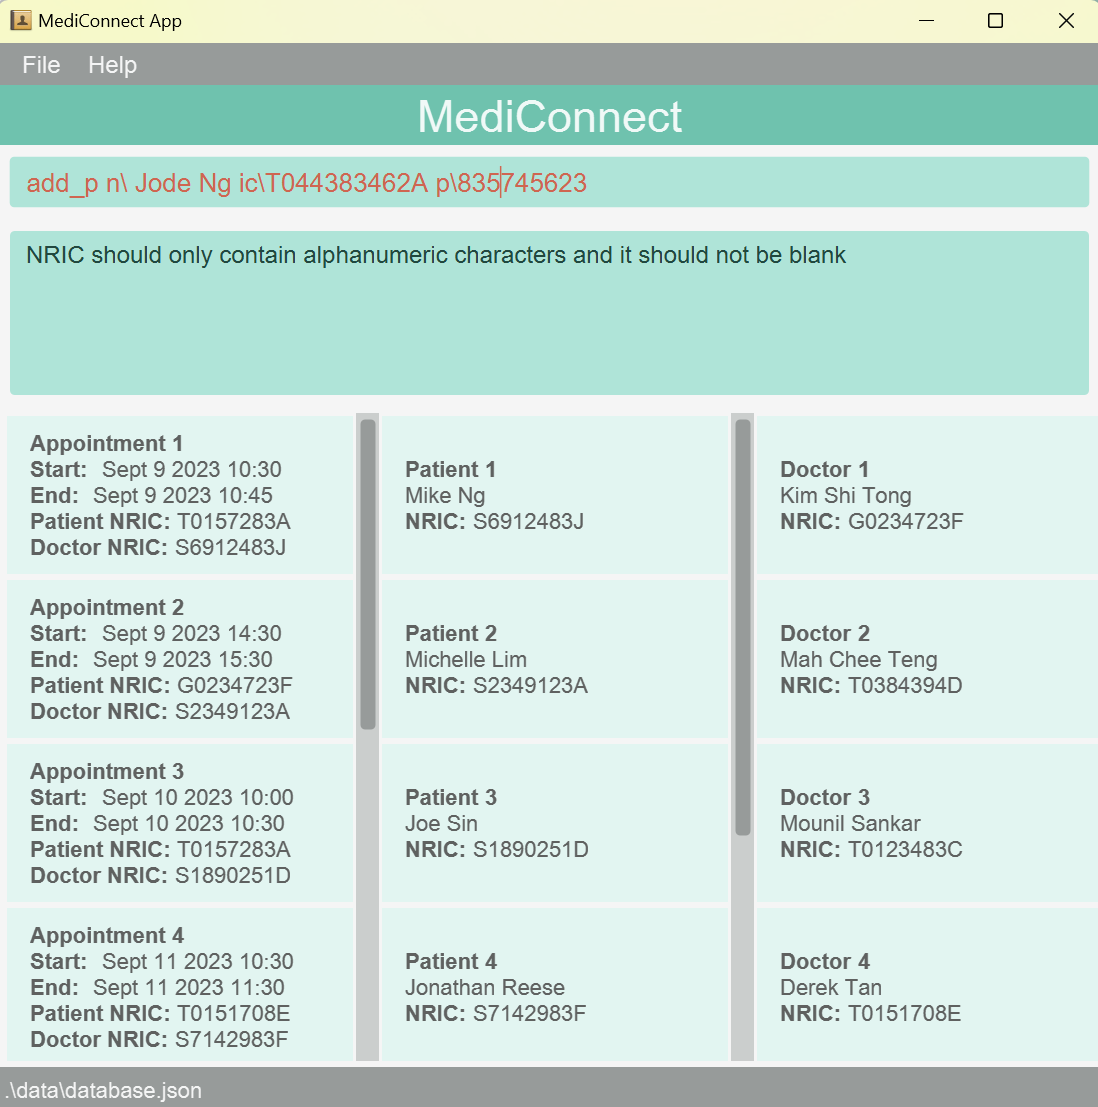 MediConnect App
File Help
MediConnect
add_p n\ Jode Ng ic\T044383462A p\835745623
NRIC should only contain alphanumeric characters and it should not be blank
Appointment 1
Start: Sept 9 2023 10:30
End: Sept 9 2023 10:45
Patient NRIC: T0157283A
Doctor NRIC: S6912483J
Appointment 2
Start: Sept 9 2023 14:30
End: Sept 9 2023 15:30
Patient NRIC: G0234723F
Doctor NRIC: S2349123A
Appointment 3
Start: Sept 10 2023 10:00
End: Sept 10 2023 10:30
Patient NRIC: T0157283A
Doctor NRIC: S1890251D
Appointment 4
Start: Sept 11 2023 10:30
End: Sept 11 2023 11:30
Patient NRIC: T0151708E
Doctor NRIC: S7142983F
Patient 1
Mike Ng
NRIC: S6912483J
Patient 2
Michelle Lim
NRIC: S2349123A
Patient 3
Joe Sin
NRIC: S1890251D
Patient 4
Jonathan Reese
NRIC: S7142983F
Doctor 1
Kim Shi Tong
NRIC: G0234723F
Doctor 2
Mah Chee Teng
NRIC: T0384394D
Doctor 3
Mounil Sankar
NRIC: T0123483C
Doctor 4
Derek Tan
NRIC: T0151708E
.\data\database.json